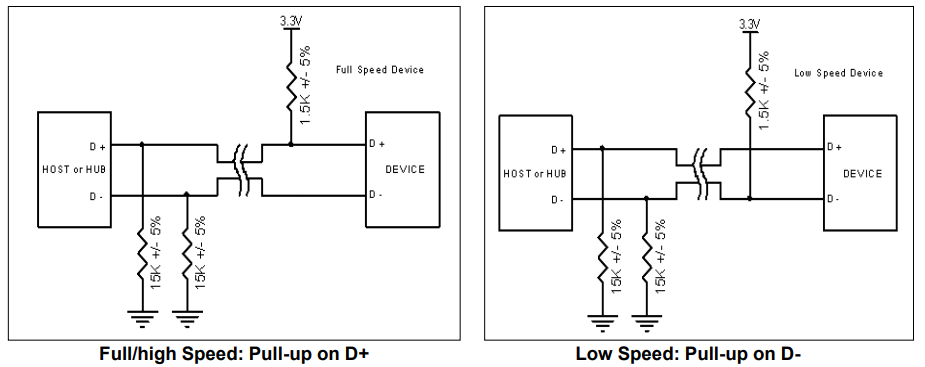 3.3V
1.5K +/- 5%
Full Speed Device
D+
D+
HOST or HUB
DEVICE
D-
D-
15K +/- 5%
15K +/- 5%
Full/high Speed: Pull-up on D+
3.3V
1.5K +/- 5%
Low Speed Device
D+
D+
HOST or HUB
DEVICE
D-
D-
15K +/- 5%
15K +/- 5%
Low Speed: Pull-up on D-